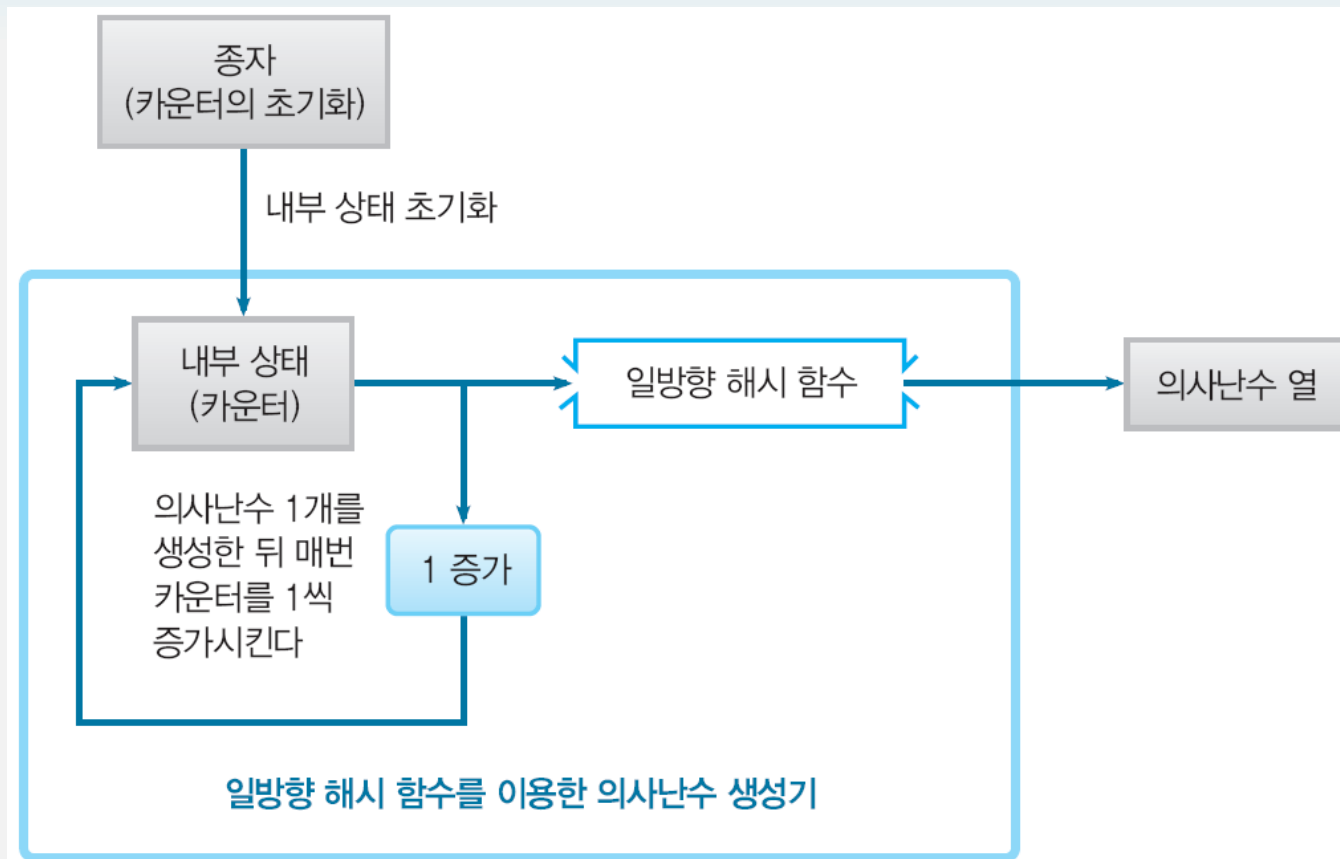 종자
(카운터의 초기화)
내부 상태 초기화
내부 상태
(카운터)
일방향 해시 함수
의사난수 열
의사난수 1개를
생성한 뒤 매번
카운터를 1씩
증가시킨다
1 증가
일방향 해시 함수를 이용한 의사난수 생성기